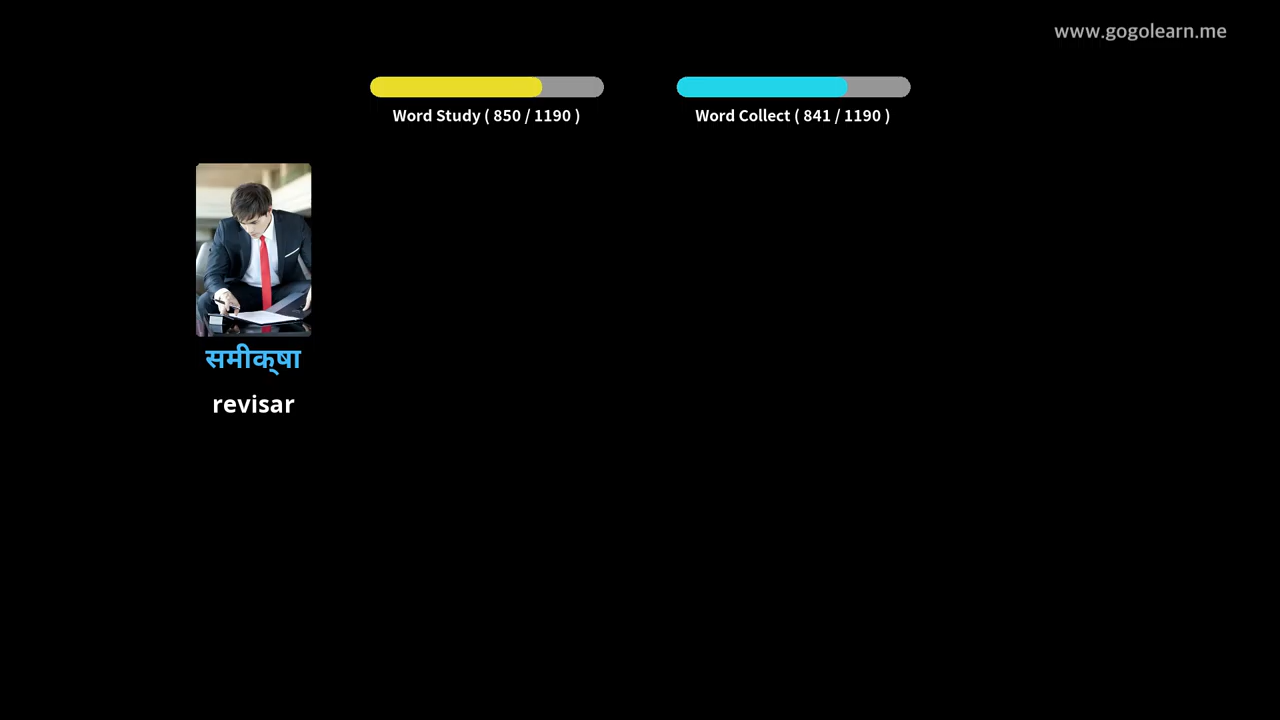 www.gogolearn.me
Word Study ( 850 / 1190 )
Word Collect ( 841 / 1190 )
समीक्षा
revisar